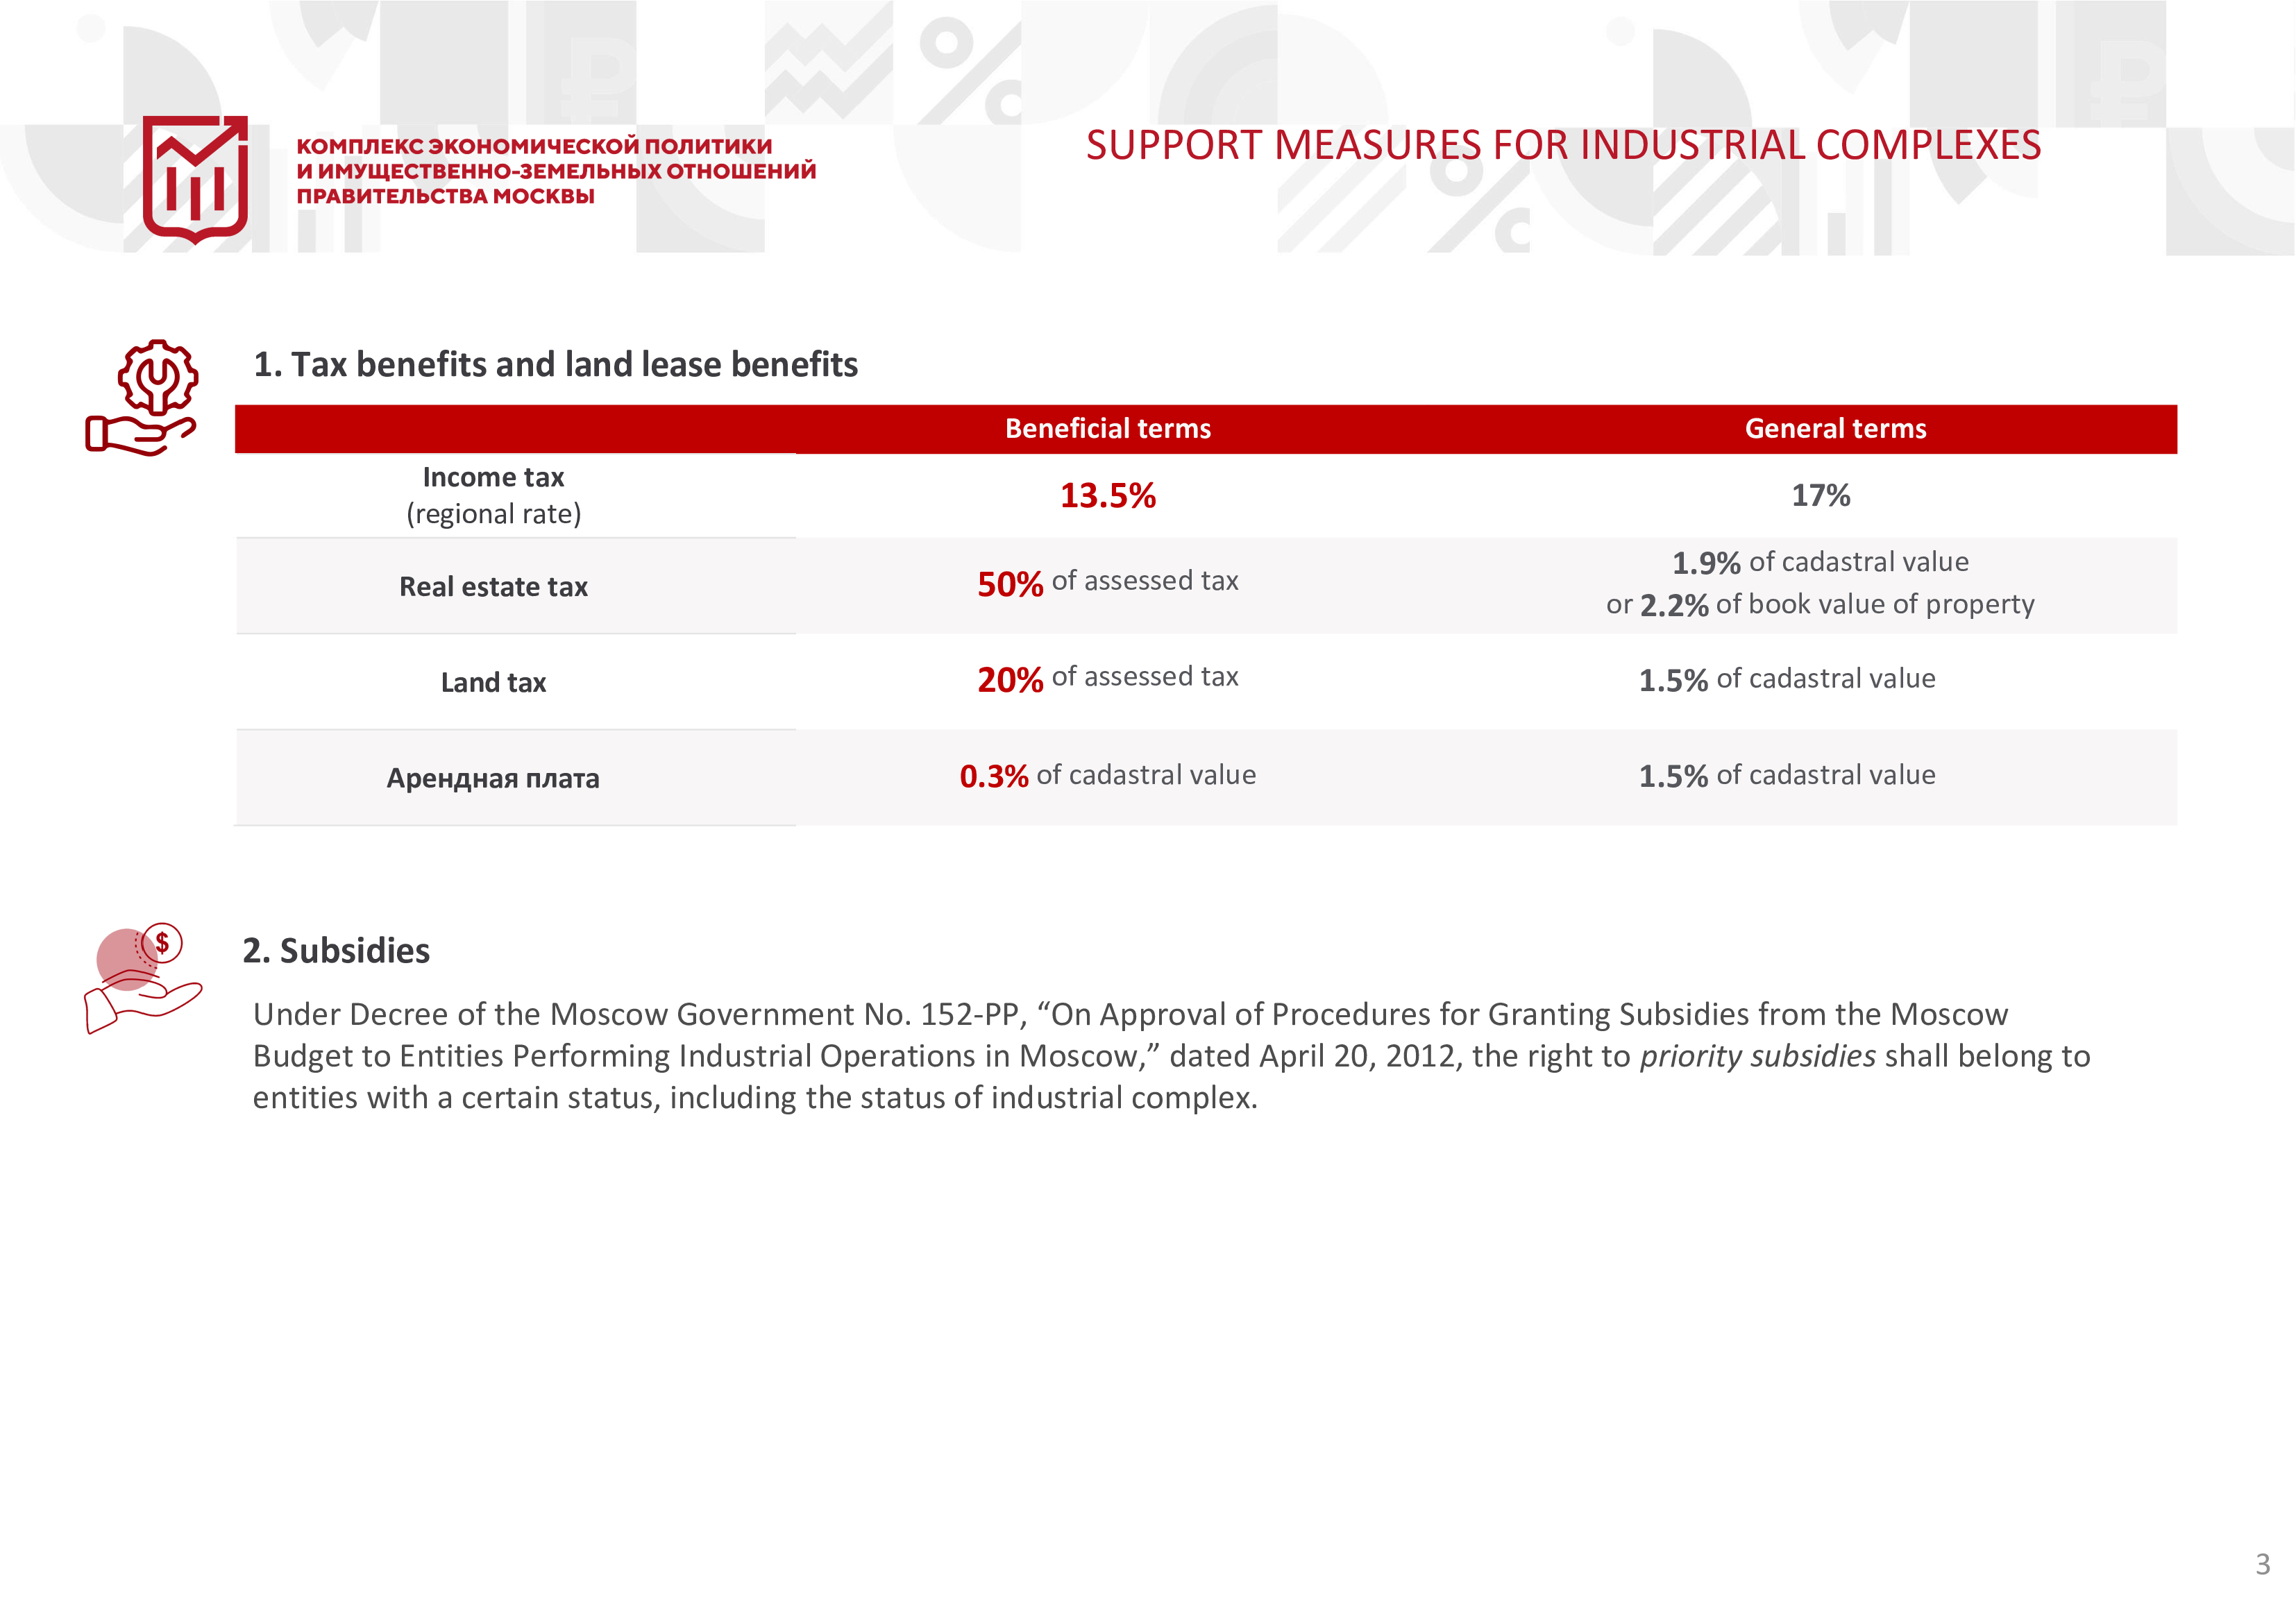 КОМПЛЕКС ЭКОНОМИЧЕСКОЙ ПОЛИТИКИ
И ИМУЩЕСТВЕННО-ЗЕМЕЛЬНЫХ ОТНОШЕНИЙ
ПРАВИТЕЛЬСТВА МОСКВЫ
SUPPORT MEASURES FOR INDUSTRIAL COMPLEXES
1. Tax benefits and land lease benefits
Beneficial terms General terms
Income tax
(regional rate)
13.5% 17%
Real estate tax
50% of assessed tax
1.9% of cadastral value
or 2.2% of book value of property
Land tax 20% of assessed tax 1.5% of cadastral value
Арендная плата 0.3% of cadastral value 1.5% of cadastral value
$
2. Subsidies
Under Decree of the Moscow Government No. 152-PP, “On Approval of Procedures for Granting Subsidies from the Moscow
Budget to Entities Performing Industrial Operations in Moscow,” dated April 20, 2012, the right to priority subsidies shall belong to
entities with a certain status, including the status of industrial complex.
3